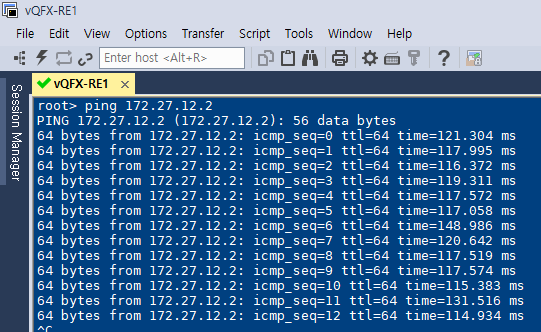 vQFX-RE1
File Edit View Options Transfer Script Tools Window Help
Enter host <Alt+R>
Session Manager
vQFX-RE1 ×
root> ping 172.27.12.2
PING 172.27.12.2 (172.27.12.2): 56 data bytes
64 bytes from 172.27.12.2: icmp_seq=0 ttl=64 time=121.304 ms
64 bytes from 172.27.12.2: icmp_seq=1 ttl=64 time=117.995 ms
64 bytes from 172.27.12.2: icmp_seq=2 ttl=64 time=116.372 ms
64 bytes from 172.27.12.2: icmp_seq=3 ttl=64 time=119.311 ms
64 bytes from 172.27.12.2: icmp_seq=4 ttl=64 time=117.572 ms
64 bytes from 172.27.12.2: icmp_seq=5 ttl=64 time=117.058 ms
64 bytes from 172.27.12.2: icmp_seq=6 ttl=64 time=148.986 ms
64 bytes from 172.27.12.2: icmp_seq=7 ttl=64 time=120.642 ms
64 bytes from 172.27.12.2: icmp_seq=8 ttl=64 time=117.519 ms
64 bytes from 172.27.12.2: icmp_seq=9 ttl=64 time=117.574 ms
64 bytes from 172.27.12.2: icmp_seq=10 ttl=64 time=115.383 ms
64 bytes from 172.27.12.2: icmp_seq=11 ttl=64 time=131.516 ms
64 bytes from 172.27.12.2: icmp_seq=12 ttl=64 time=114.934 ms
^C